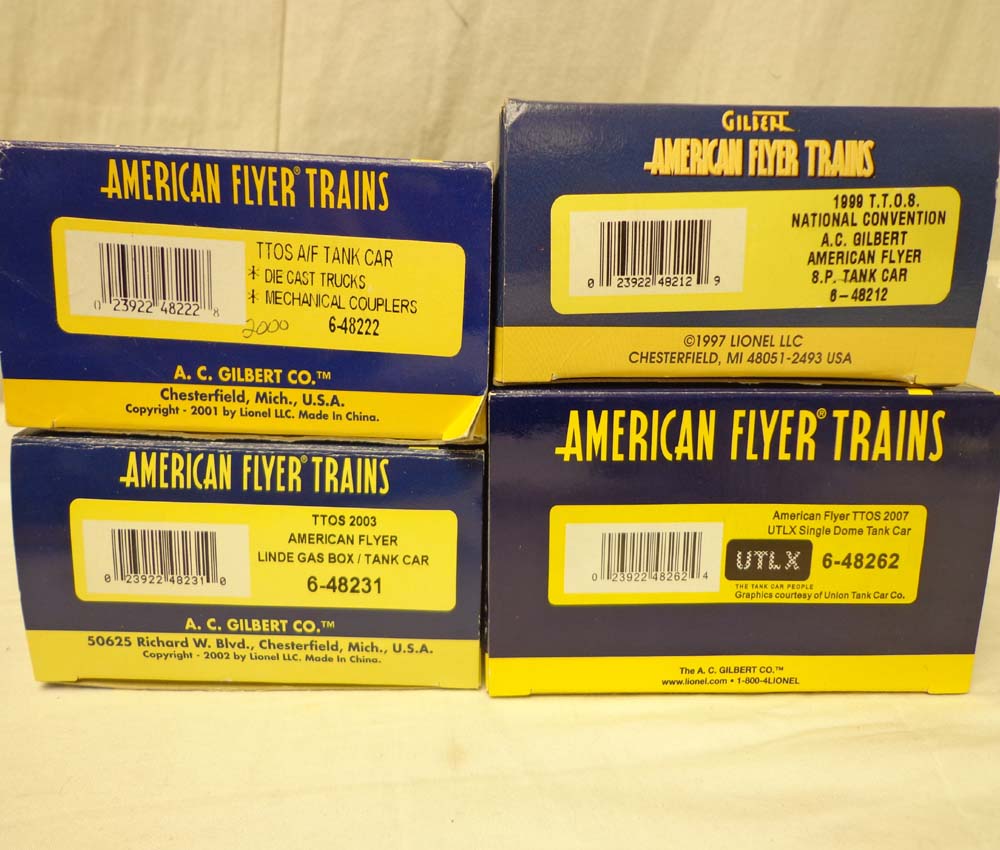 AMERICAN FLYER® TRAINS
0 23922 48222 8
TTOS A/F TANK CAR
* DIE CAST TRUCKS
* MECHANICAL COUPLERS
2000 6-48222
A. C. GILBERT CO.™
Chesterfield, Mich., U.S.A.
Copyright - 2001 by Lionel LLC. Made In China.
GILBERT
AMERICAN FLYER TRAINS
0 23922 48212 9
1999 T.T.O.S.
NATIONAL CONVENTION
A.C. GILBERT
AMERICAN FLYER
S.P. TANK CAR
6-48212
©1997 LIONEL LLC
CHESTERFIELD, MI 48051-2493 USA
AMERICAN FLYER® TRAINS
0 23922 48231 0
TTOS 2003
AMERICAN FLYER
LINDE GAS BOX / TANK CAR
6-48231
A. C. GILBERT CO.™
50625 Richard W. Blvd., Chesterfield, Mich., U.S.A.
Copyright - 2002 by Lionel LLC. Made In China.
AMERICAN FLYER® TRAINS
0 23922 48262 4
American Flyer TTOS 2007
UTLX Single Dome Tank Car
UTLX 6-48262
THE TANK CAR PEOPLE
Graphics courtesy of Union Tank Car Co.
The A. C. GILBERT CO.™
www.lionel.com • 1-800-4LIONEL